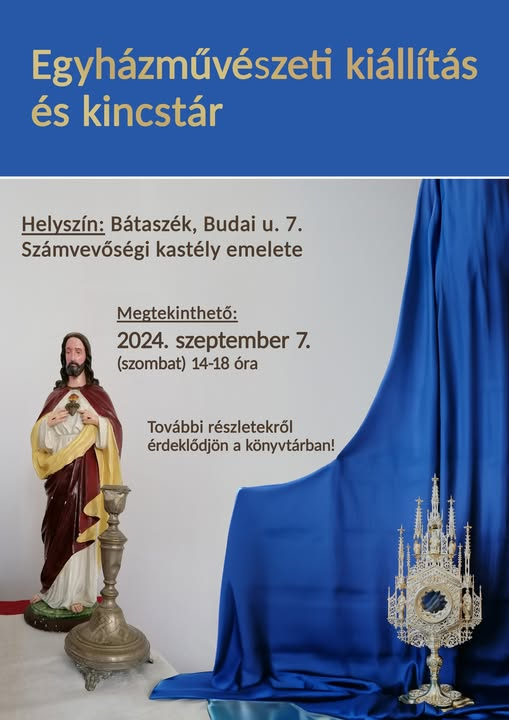 Egyházművészeti kiállítás
és kincstár
Helyszín: Bátaszék, Budai u. 7.
Számvevőségi kastély emelete
Megtekinthető:
2024. szeptember 7.
(szombat) 14-18 óra
További részletekről
érdeklődjön a könyvtárban!